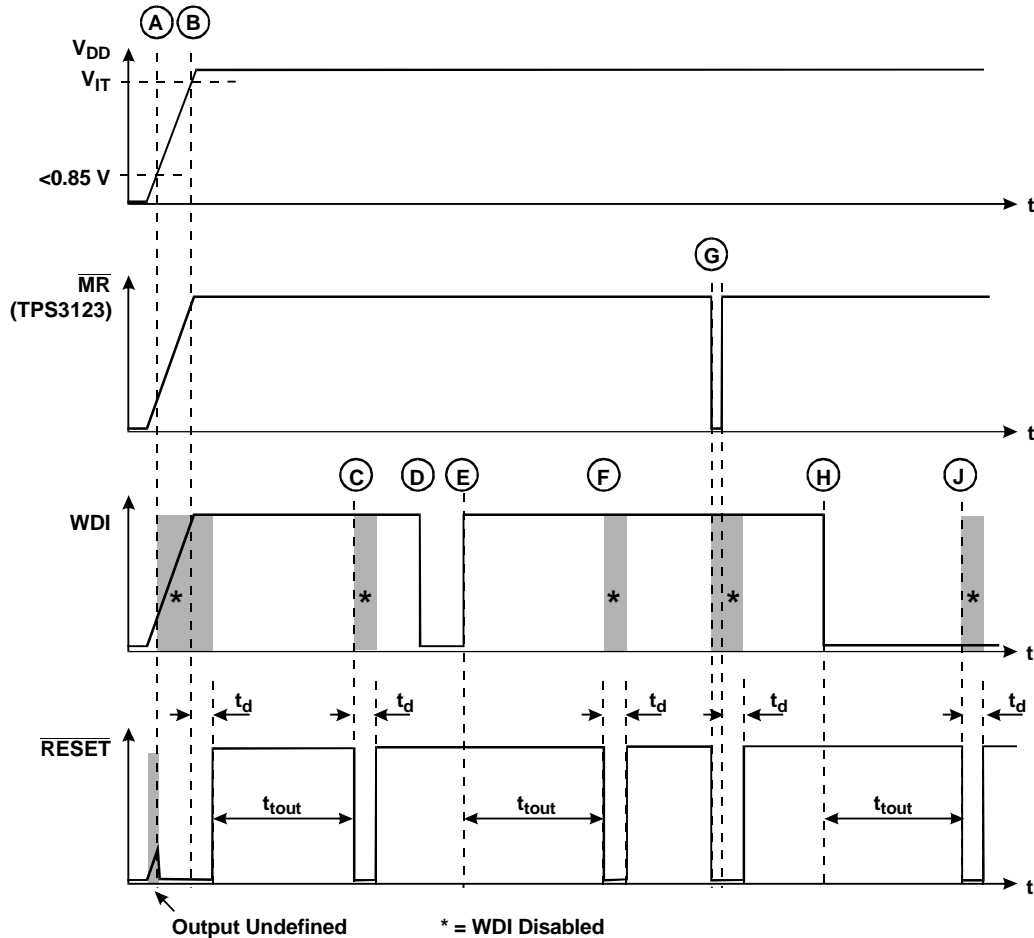 A B
VDD
VIT
<0.85 V
t
G
MR
(TPS3123)
t
C D E F H J
WDI
* * * * *
t
td td td td td
RESET
ttout ttout ttout
t
Output Undefined
* = WDI Disabled